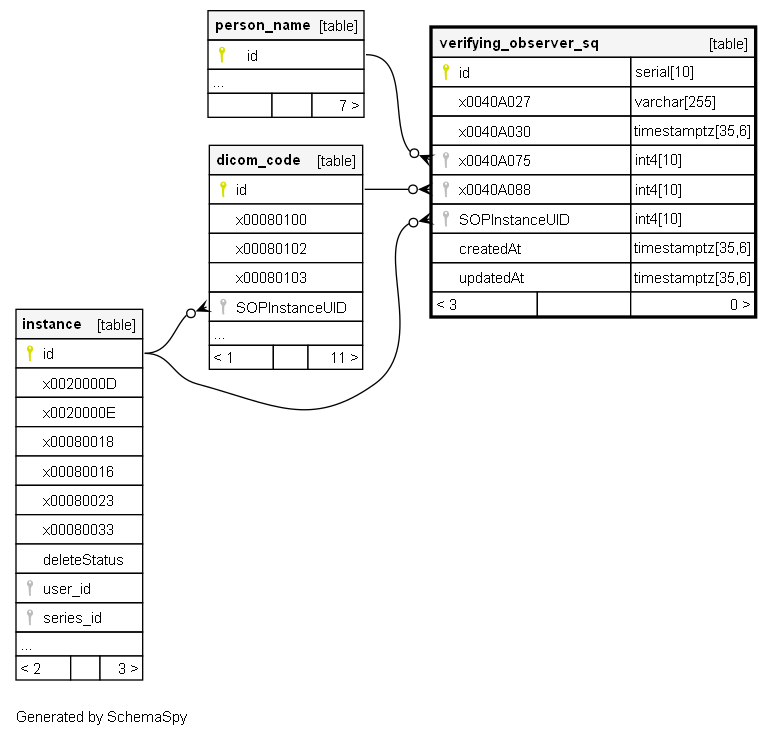 person_name [table]
id
...
7 >
verifying_observer_sq [table]
id serial[10]
x0040A027 varchar[255]
x0040A030 timestamptz[35,6]
x0040A075 int4[10]
x0040A088 int4[10]
SOPInstanceUID int4[10]
createdAt timestamptz[35,6]
updatedAt timestamptz[35,6]
< 3 0 >
dicom_code [table]
id
x00080100
x00080102
x00080103
SOPInstanceUID
...
< 1 11 >
instance [table]
id
x0020000D
x0020000E
x00080018
x00080016
x00080023
x00080033
deleteStatus
user_id
series_id
...
< 2 3 >
Generated by SchemaSpy